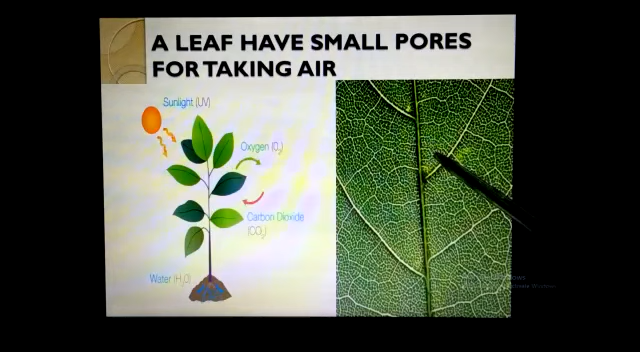 A LEAF HAVE SMALL PORES
FOR TAKING AIR
Sunlight (UV)
Oxygen (O₂)
Carbon Dioxide
(CO₂)
Water (H₂O)